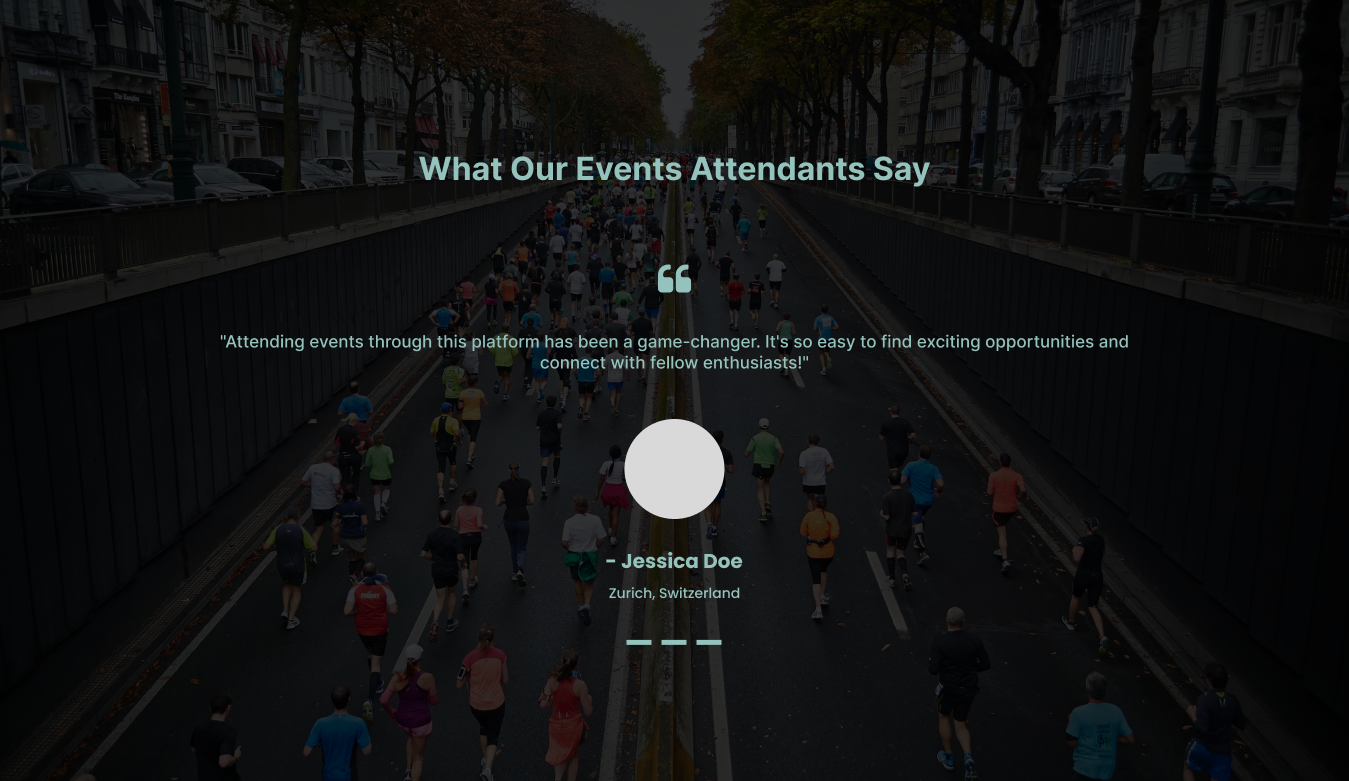 What Our Events Attendants Say
"Attending events through this platform has been a game-changer. It's so easy to find exciting opportunities and
connect with fellow enthusiasts!"
- Jessica Doe
Zurich, Switzerland